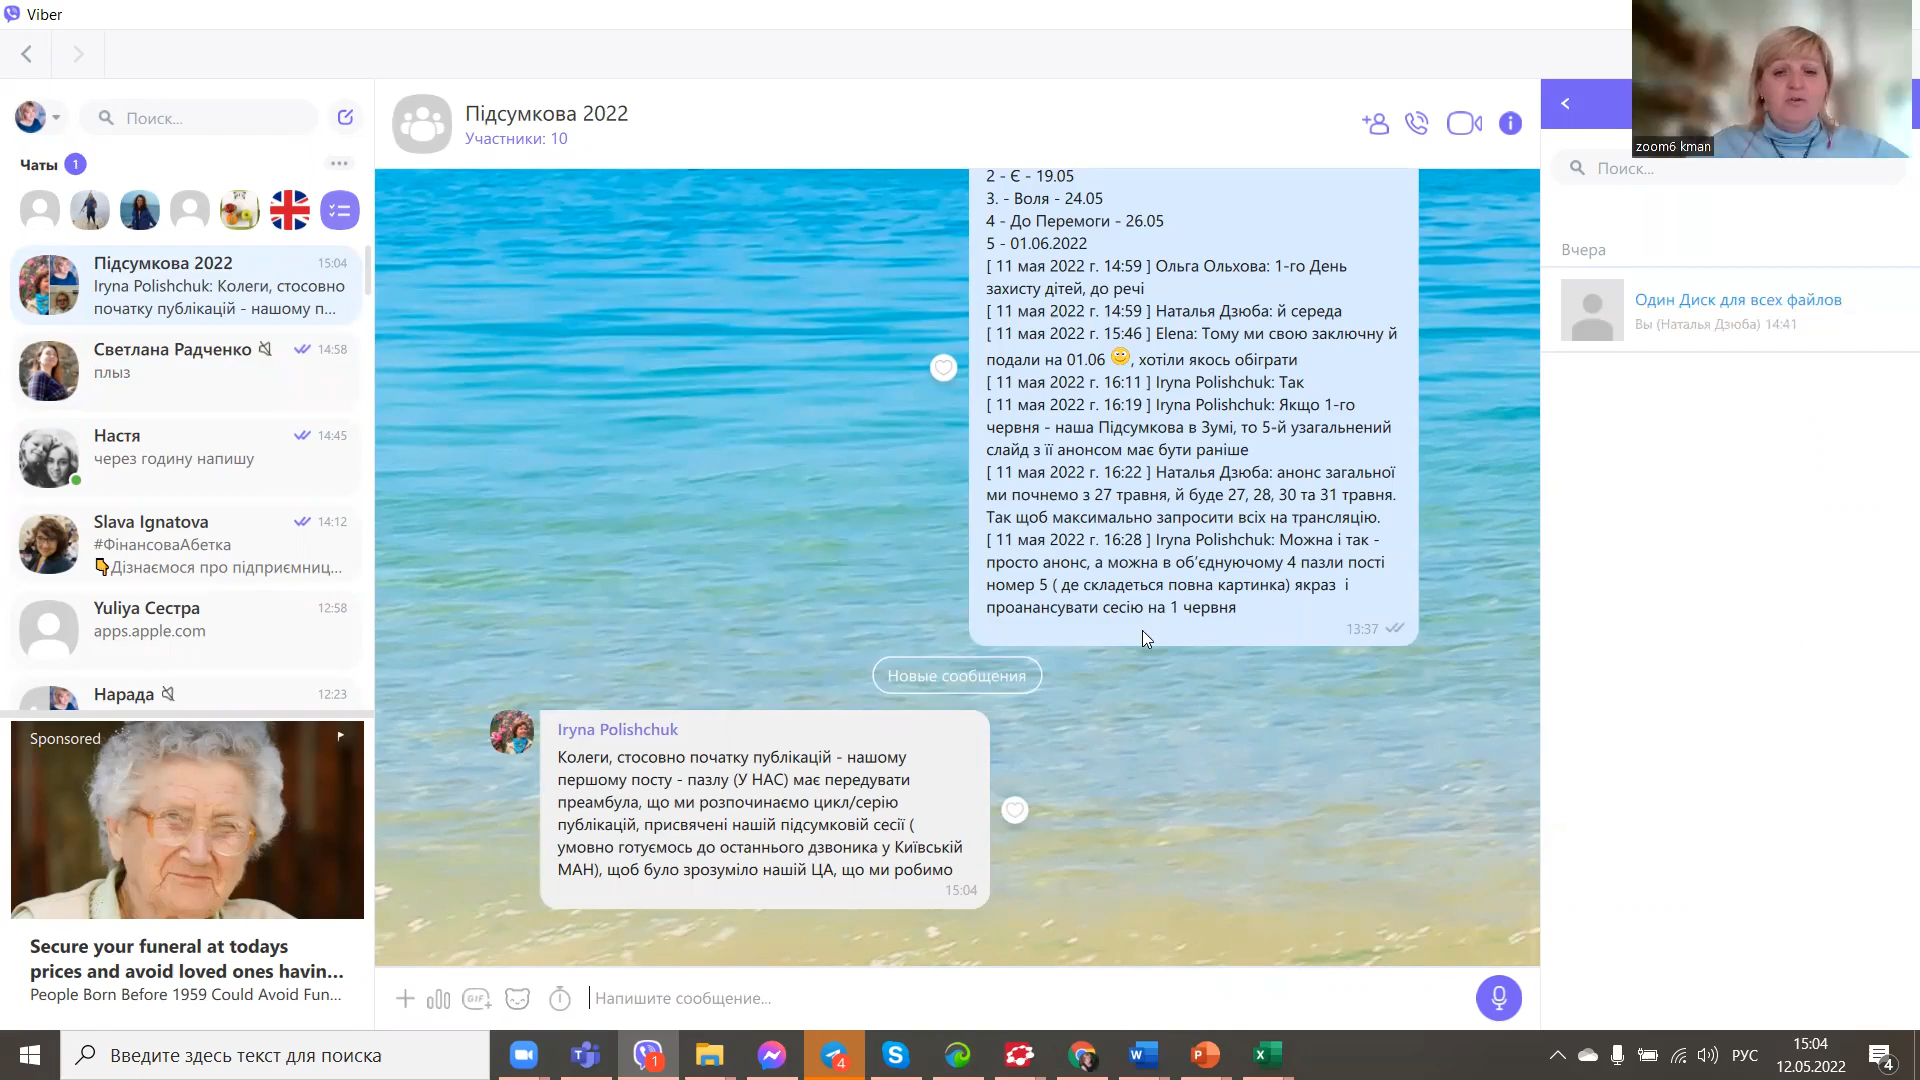 Viber
Поиск...
Чаты 1
Підсумкова 2022 15:04
Iryna Polishchuk: Колеги, стосовно
початку публікацій - нашому п...
Светлана Радченко 14:58
плыз
Настя 14:45
через годину напишу
Slava Ignatova 14:12
#ФінансоваАбетка
Дізнаємося про підприємниц...
Yuliya Сестра 12:58
apps.apple.com
Нарада 12:23
Sponsored
Secure your funeral at todays
prices and avoid loved ones havin...
People Born Before 1959 Could Avoid Fun...
Підсумкова 2022
Участники: 10
2 - Є - 19.05
3. - Воля - 24.05
4 - До Перемоги - 26.05
5 - 01.06.2022
[ 11 мая 2022 г. 14:59 ] Ольга Ольхова: 1-го День
захисту дітей, до речі
[ 11 мая 2022 г. 14:59 ] Наталья Дзюба: й середа
[ 11 мая 2022 г. 15:46 ] Elena: Тому ми свою заключну й
подали на 01.06 , хотіли якось обіграти
[ 11 мая 2022 г. 16:11 ] Iryna Polishchuk: Так
[ 11 мая 2022 г. 16:19 ] Iryna Polishchuk: Якщо 1-го
червня - наша Підсумкова в Зумі, то 5-й узагальнений
слайд з її анонсом має бути раніше
[ 11 мая 2022 г. 16:22 ] Наталья Дзюба: анонс загальної
ми почнемо з 27 травня, й буде 27, 28, 30 та 31 травня.
Так щоб максимально запросити всіх на трансляцію.
[ 11 мая 2022 г. 16:28 ] Iryna Polishchuk: Можна і так -
просто анонс, а можна в об’єднуючому 4 пазли пості
номер 5 ( де складеться повна картинка) якраз  і
проанансувати сесію на 1 червня
13:37
Новые сообщения
Iryna Polishchuk
Колеги, стосовно початку публікацій - нашому
першому посту - пазлу (У НАС) має передувати
преамбула, що ми розпочинаємо цикл/серію
публікацій, присвячені нашій підсумковій сесії (
умовно готуємось до останнього дзвоника у Київській
МАН), щоб було зрозуміло нашій ЦА, що ми робимо
15:04
GIF
Напишите сообщение...
zoom6 kman
Поиск...
Вчера
Один Диск для всех файлов
Вы (Наталья Дзюба) 14:41
Введите здесь текст для поиска
1
4
РУС
15:04
12.05.2022
4